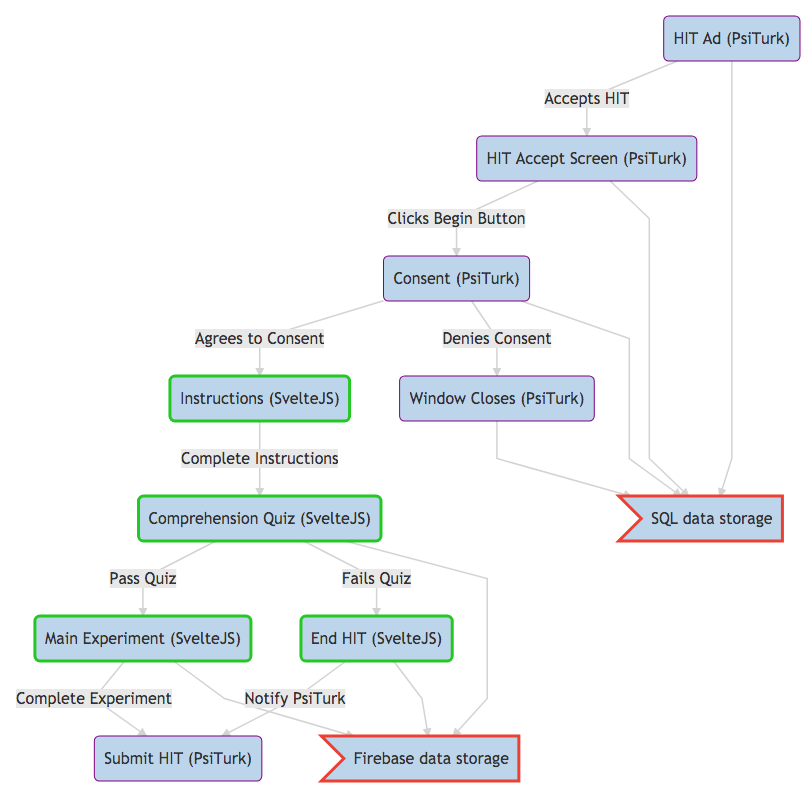 HIT Ad (PsiTurk)
Accepts HIT
HIT Accept Screen (PsiTurk)
Clicks Begin Button
Consent (PsiTurk)
Agrees to Consent
Denies Consent
Instructions (SvelteJS)
Window Closes (PsiTurk)
Complete Instructions
Comprehension Quiz (SvelteJS)
SQL data storage
Pass Quiz
Fails Quiz
Main Experiment (SvelteJS)
End HIT (SvelteJS)
Complete Experiment
Notify PsiTurk
Submit HIT (PsiTurk)
Firebase data storage